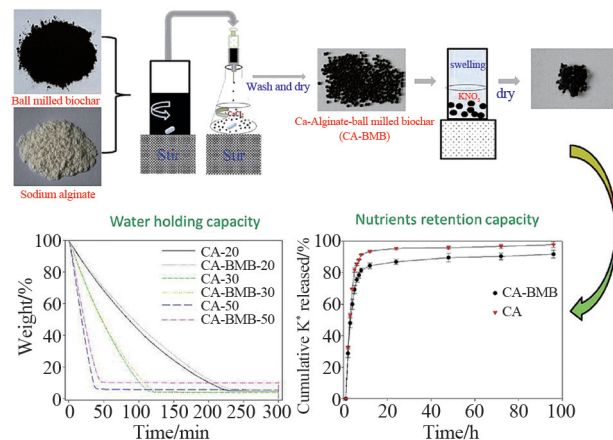 Ball milled biochar
Sodium alginate
Stir
CaCl₂
Stir
Wash and dry
Ca-Alginate-ball milled biochar
(CA-BMB)
swelling
KNO₃
dry
Water holding capacity
Weight/%
100
80
60
40
20
0
CA-20
CA-BMB-20
CA-30
CA-BMB-30
CA-50
CA-BMB-50
0 50 100 150 200 250 300
Time/min
Nutrients retention capacity
Cumulative K⁺ released/%
100
90
80
70
60
50
40
30
20
10
0
CA-BMB
CA
0 20 40 60 80 100
Time/h